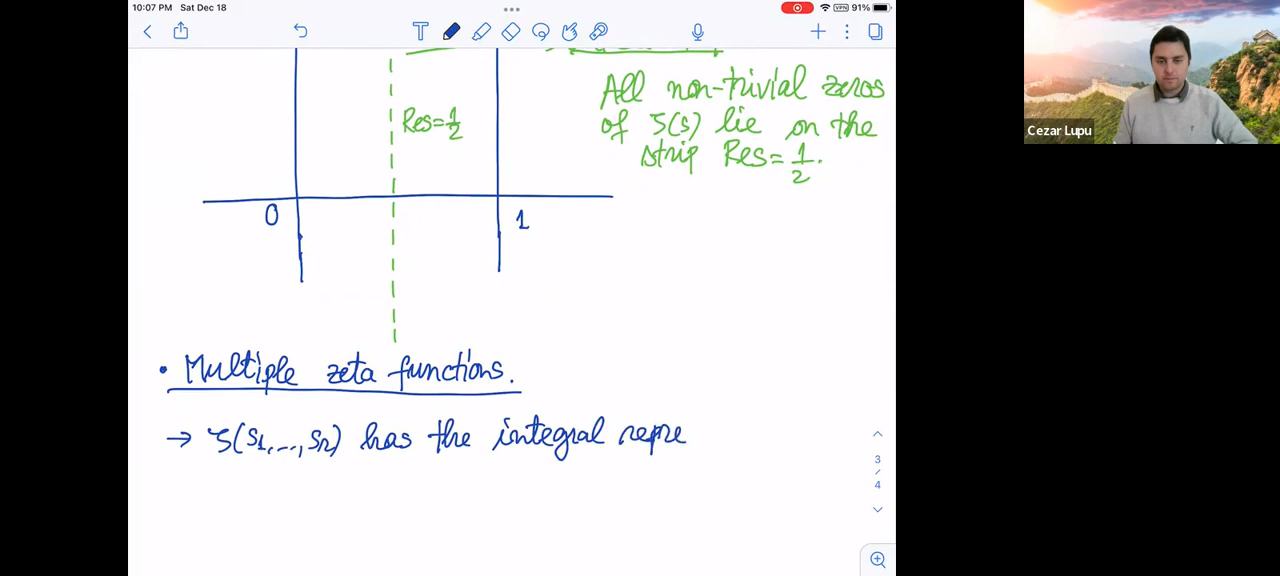 10:07 PM Sat Dec 18
VPN 91%
T
Res=1/2
All non-trivial zeros
of ζ(s) lie on the
strip Res=1/2.
0
1
• Multiple zeta functions.
→ ζ(s1,...,sn) has the integral repre
3
/
4
Cezar Lupu